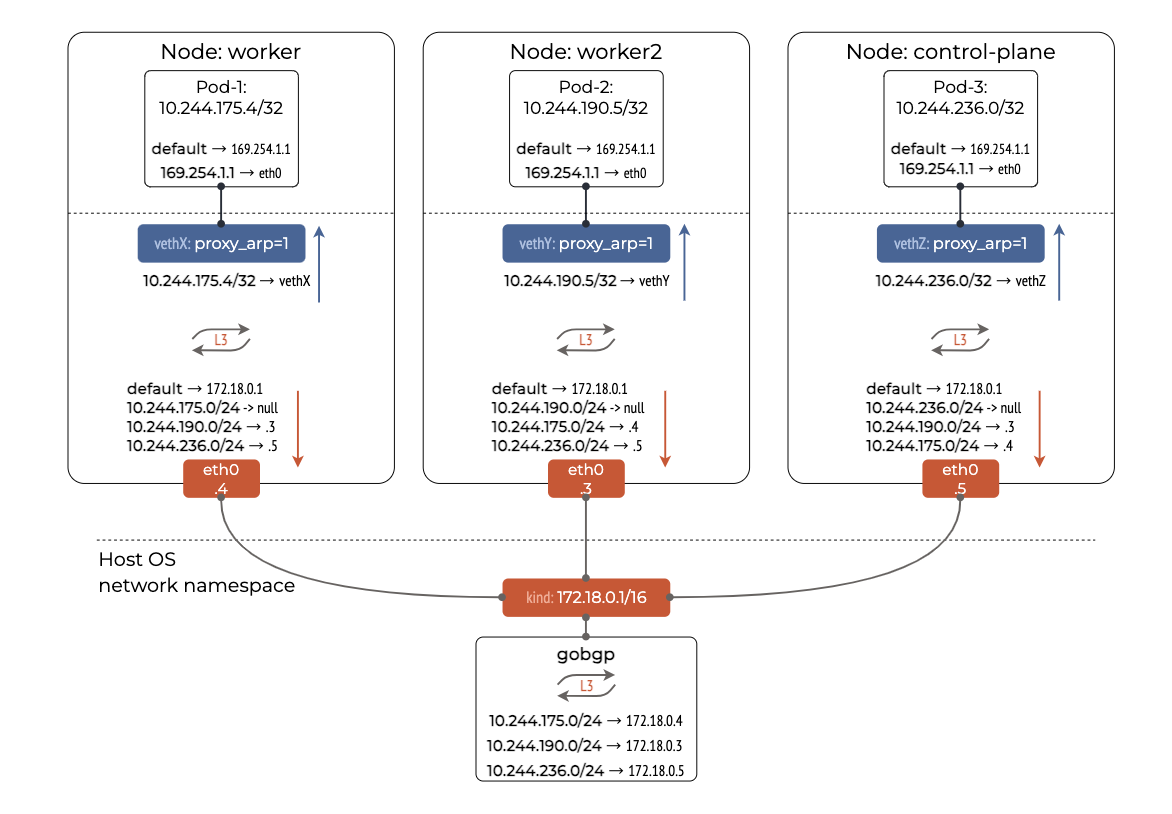 Node: worker
Pod-1:
10.244.175.4/32
default → 169.254.1.1
169.254.1.1 → eth0
vethX: proxy_arp=1
10.244.175.4/32 → vethX
L3
default → 172.18.0.1
10.244.175.0/24 -> null
10.244.190.0/24 → .3
10.244.236.0/24 → .5
eth0
.4
Node: worker2
Pod-2:
10.244.190.5/32
default → 169.254.1.1
169.254.1.1 → eth0
vethY: proxy_arp=1
10.244.190.5/32 → vethY
L3
default → 172.18.0.1
10.244.190.0/24 -> null
10.244.175.0/24 → .4
10.244.236.0/24 → .5
eth0
.3
Node: control-plane
Pod-3:
10.244.236.0/32
default → 169.254.1.1
169.254.1.1 → eth0
vethZ: proxy_arp=1
10.244.236.0/32 → vethZ
L3
default → 172.18.0.1
10.244.236.0/24 -> null
10.244.190.0/24 → .3
10.244.175.0/24 → .4
eth0
.5
Host OS
network namespace
kind: 172.18.0.1/16
gobgp
L3
10.244.175.0/24 → 172.18.0.4
10.244.190.0/24 → 172.18.0.3
10.244.236.0/24 → 172.18.0.5